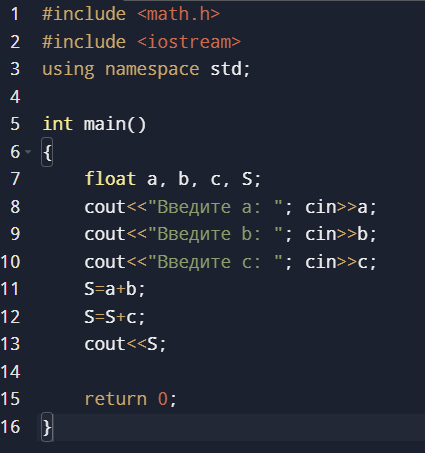 1 #include <math.h>
2 #include <iostream>
3 using namespace std;
4
5 int main()
6 {
7     float a, b, c, S;
8     cout<<"Введите a: "; cin>>a;
9     cout<<"Введите b: "; cin>>b;
10     cout<<"Введите c: "; cin>>c;
11     S=a+b;
12     S=S+c;
13     cout<<S;
14
15     return 0;
16 }